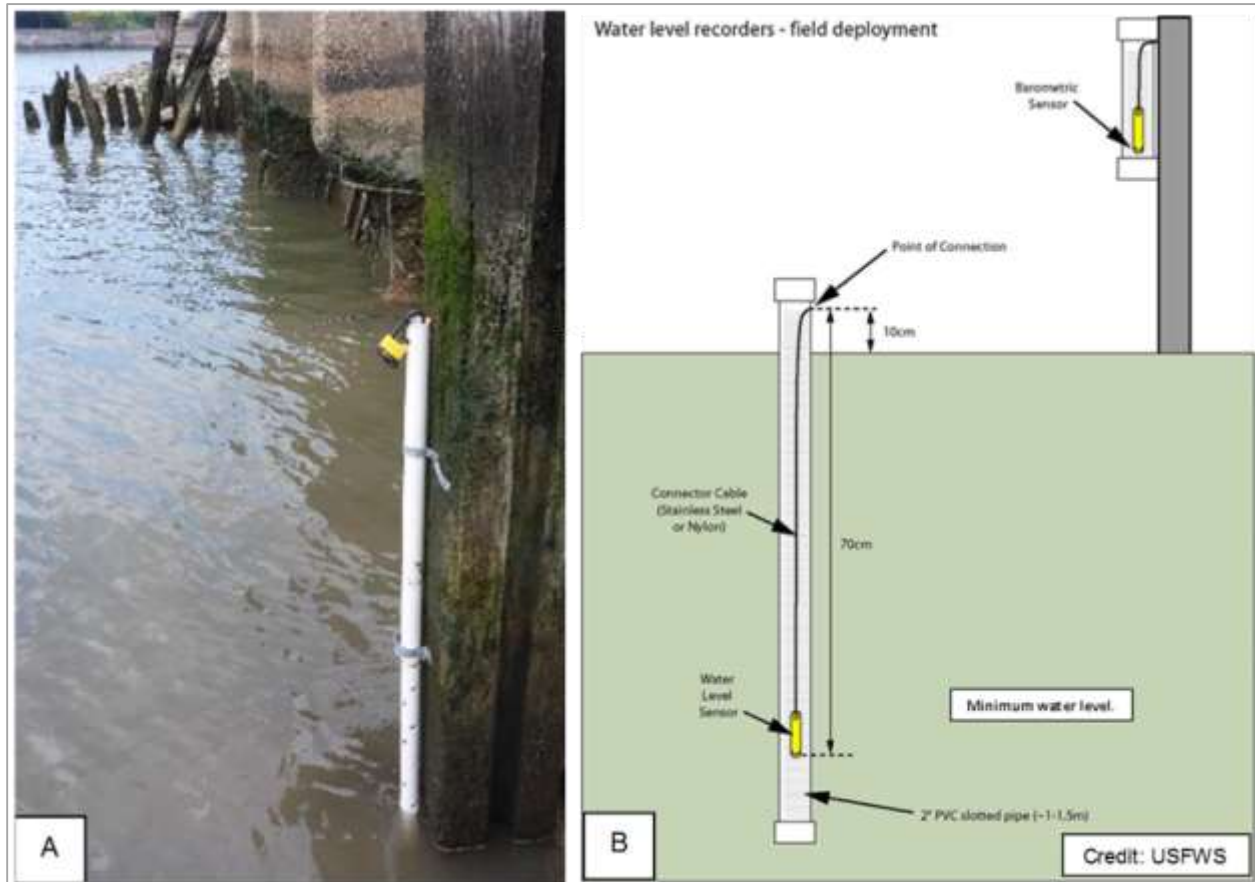 Water level recorders - field deployment
Barometric
Sensor
Point of Connection
10cm
Connector Cable
(Stainless Steel
or Nylon)
70cm
Water
Level
Sensor
Minimum water level.
2" PVC slotted pipe (~1-1.5m)
A
B
Credit: USFWS